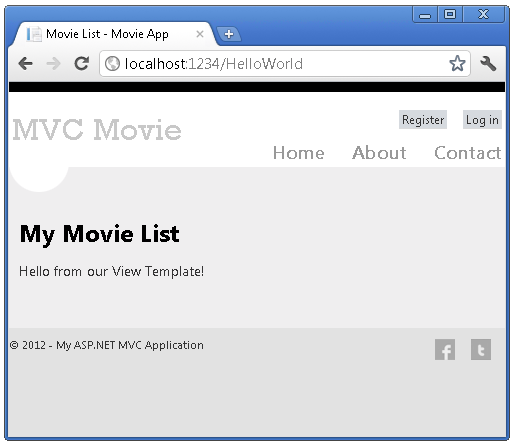 Movie List - Movie App
localhost:1234/HelloWorld
Register Log in
MVC Movie
Home About Contact
My Movie List
Hello from our View Template!
© 2012 - My ASP.NET MVC Application
f t